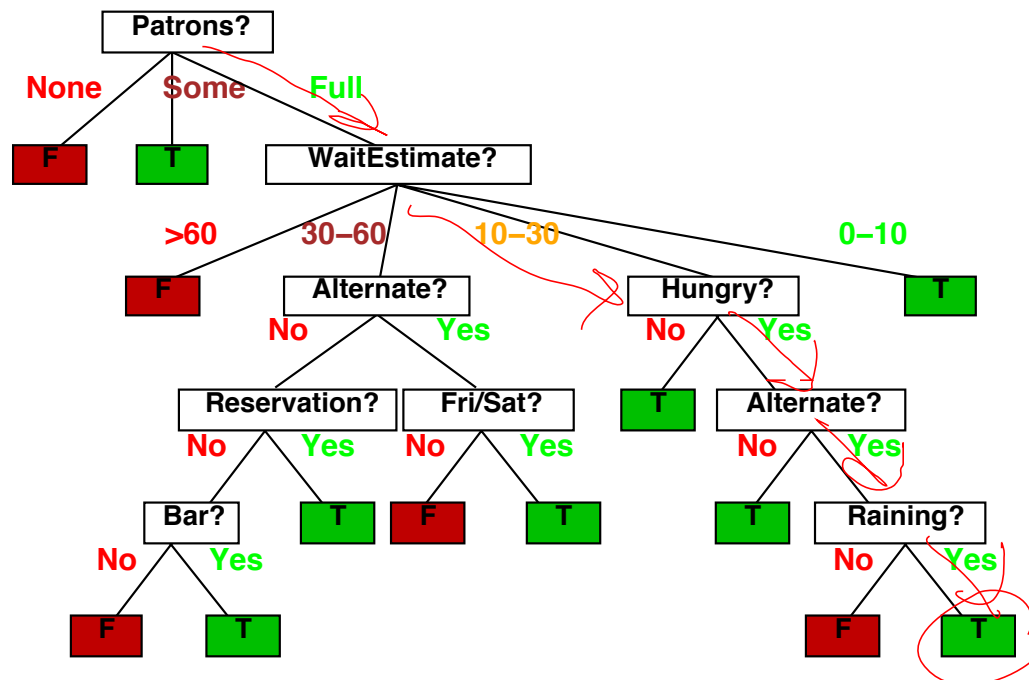 Patrons?
None Some Full
F T WaitEstimate?
>60 30–60 10–30 0–10
F Alternate? Hungry? T
No Yes No Yes
Reservation? Fri/Sat? T Alternate?
No Yes No Yes No Yes
Bar? T F T T Raining?
No Yes No Yes
F T F T